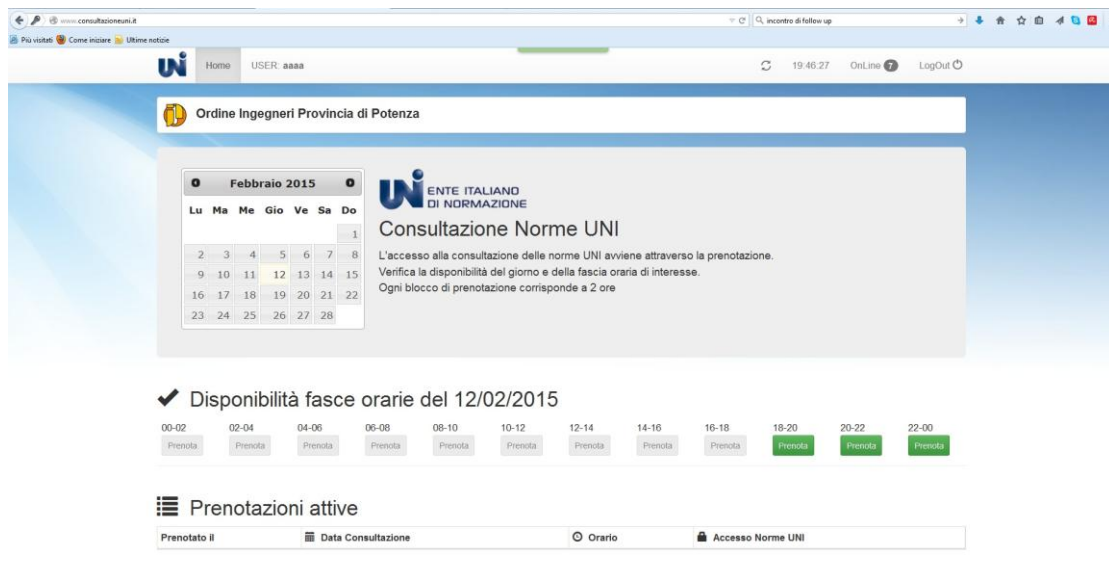 www.consultazioneuni.it
incontro di follow up
Più visitati Come iniziare Ultime notizie
UNI Home USER: aaaa 19:46:27 OnLine 7 LogOut
Ordine Ingegneri Provincia di Potenza
Febbraio 2015
Lu Ma Me Gio Ve Sa Do
1
2 3 4 5 6 7 8
9 10 11 12 13 14 15
16 17 18 19 20 21 22
23 24 25 26 27 28
UNI ENTE ITALIANO
DI NORMAZIONE
Consultazione Norme UNI
L'accesso alla consultazione delle norme UNI avviene attraverso la prenotazione.
Verifica la disponibilità del giorno e della fascia oraria di interesse.
Ogni blocco di prenotazione corrisponde a 2 ore
Disponibilità fasce orarie del 12/02/2015
00-02 02-04 04-06 06-08 08-10 10-12 12-14 14-16 16-18 18-20 20-22 22-00
Prenota Prenota Prenota Prenota Prenota Prenota Prenota Prenota Prenota Prenota Prenota Prenota
Prenotazioni attive
Prenotato il Data Consultazione Orario Accesso Norme UNI